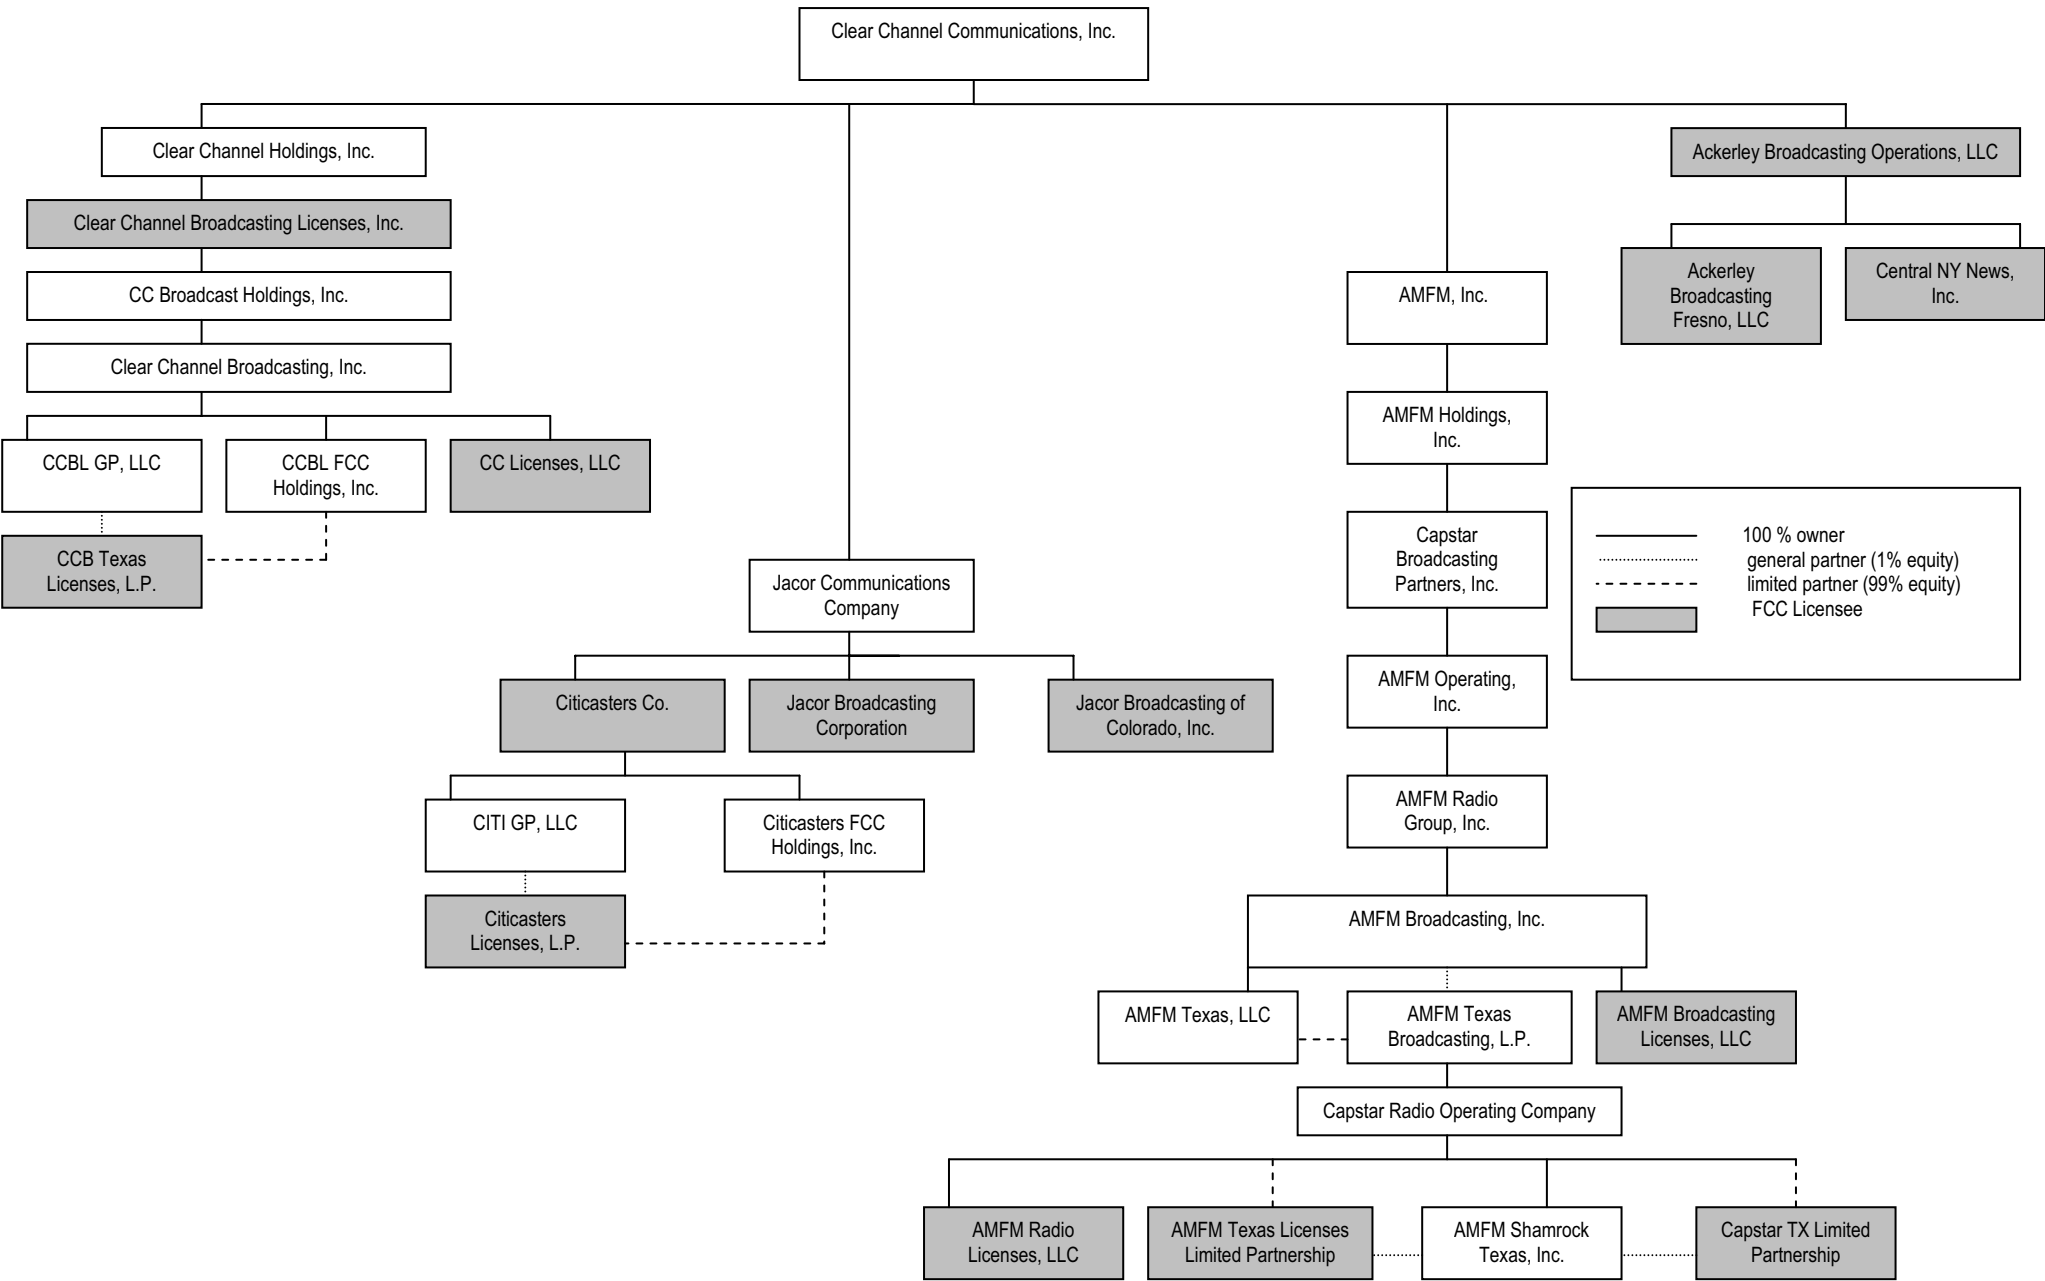 Clear Channel Communications, Inc.
Clear Channel Holdings, Inc.
Ackerley Broadcasting Operations, LLC
Clear Channel Broadcasting Licenses, Inc.
CC Broadcast Holdings, Inc.
Clear Channel Broadcasting, Inc.
Ackerley
Broadcasting
Fresno, LLC
Central NY News,
Inc.
AMFM, Inc.
AMFM Holdings,
Inc.
CCBL GP, LLC
CCBL FCC
Holdings, Inc.
CC Licenses, LLC
CCB Texas
Licenses, L.P.
Capstar
Broadcasting
Partners, Inc.
100 % owner
general partner (1% equity)
limited partner (99% equity)
FCC Licensee
Jacor Communications
Company
AMFM Operating,
Inc.
Citicasters Co.
Jacor Broadcasting
Corporation
Jacor Broadcasting of
Colorado, Inc.
CITI GP, LLC
Citicasters FCC
Holdings, Inc.
AMFM Radio
Group, Inc.
Citicasters
Licenses, L.P.
AMFM Broadcasting, Inc.
AMFM Texas, LLC
AMFM Texas
Broadcasting, L.P.
AMFM Broadcasting
Licenses, LLC
Capstar Radio Operating Company
AMFM Radio
Licenses, LLC
AMFM Texas Licenses
Limited Partnership
AMFM Shamrock
Texas, Inc.
Capstar TX Limited
Partnership